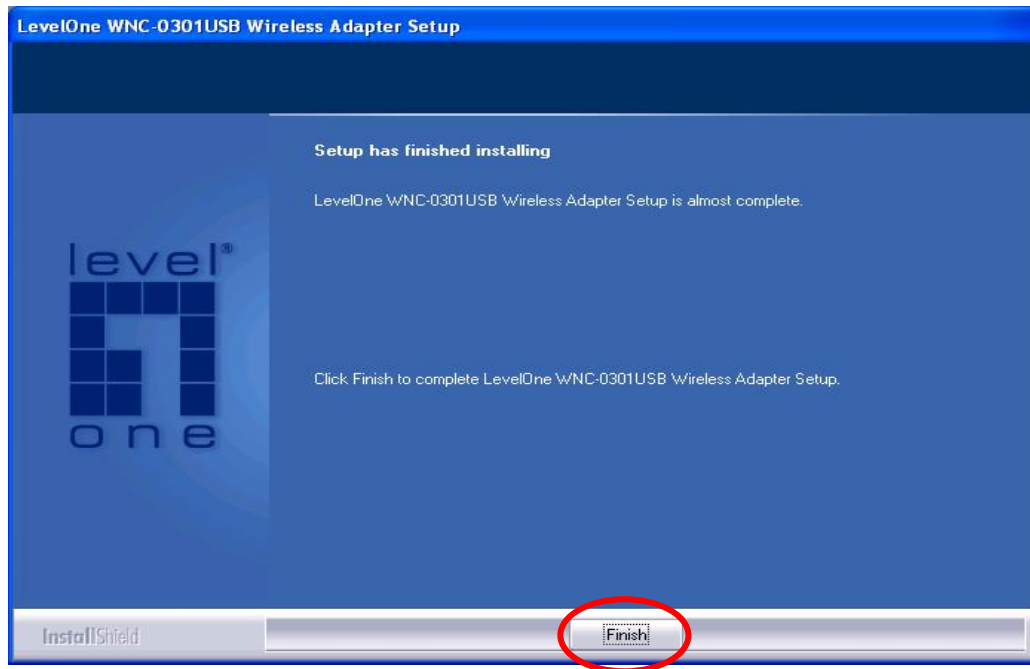 LevelOne WNC-0301USB Wireless Adapter Setup
Setup has finished installing
LevelOne WNC-0301USB Wireless Adapter Setup is almost complete.
level®
one
Click Finish to complete LevelOne WNC-0301USB Wireless Adapter Setup.
InstallShield
Finish